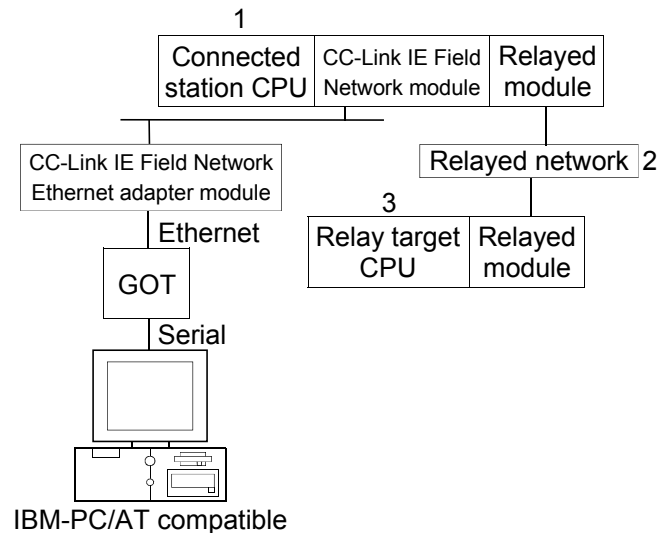 1
Connected station CPU
CC-Link IE Field Network module
Relayed module
CC-Link IE Field Network Ethernet adapter module
Relayed network 2
3
Ethernet
Relay target CPU
Relayed module
GOT
Serial
IBM-PC/AT compatible